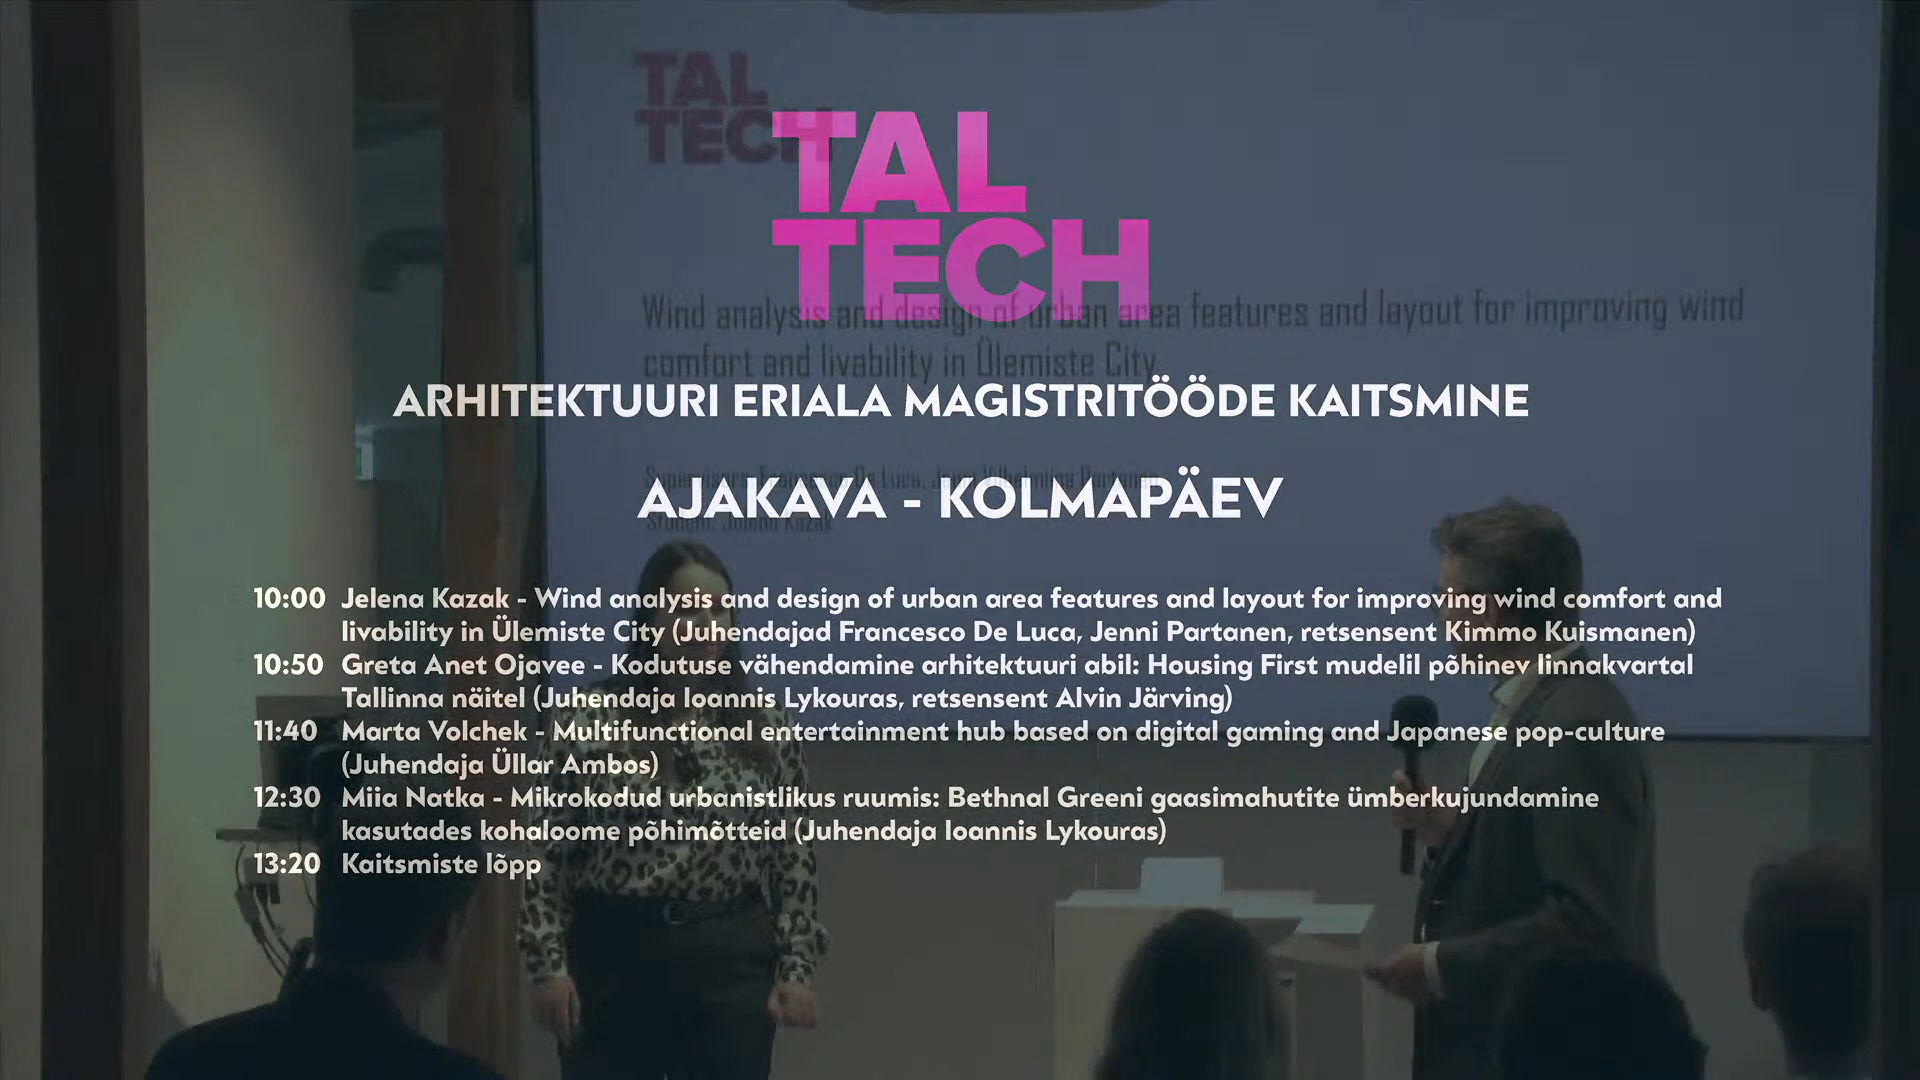 TAL
TECH
TAL
TECH
Wind analysis and design of urban area features and layout for improving wind
comfort and livability in Ülemiste City
ARHITEKTUURI ERIALA MAGISTRITÖÖDE KAITSMINE
AJAKAVA - KOLMAPÄEV
Student: Jelena Kazak
10:00 Jelena Kazak - Wind analysis and design of urban area features and layout for improving wind comfort and
livability in Ülemiste City (Juhendajad Francesco De Luca, Jenni Partanen, retsensent Kimmo Kuismanen)
10:50 Greta Anet Ojavee - Kodutuse vähendamine arhitektuuri abil: Housing First mudelil põhinev linnakvartal
Tallinna näitel (Juhendaja Ioannis Lykouras, retsensent Alvin Järving)
11:40 Marta Volchek - Multifunctional entertainment hub based on digital gaming and Japanese pop-culture
(Juhendaja Üllar Ambos)
12:30 Miia Natka - Mikrokodud urbanistlikus ruumis: Bethnal Greeni gaasimahutite ümberkujundamine
kasutades kohaloome põhimõtteid (Juhendaja Ioannis Lykouras)
13:20 Kaitsmiste lõpp